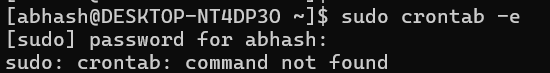 [abhash@DESKTOP-NT4DP3O ~]$ sudo crontab -e
[sudo] password for abhash:
sudo: crontab: command not found